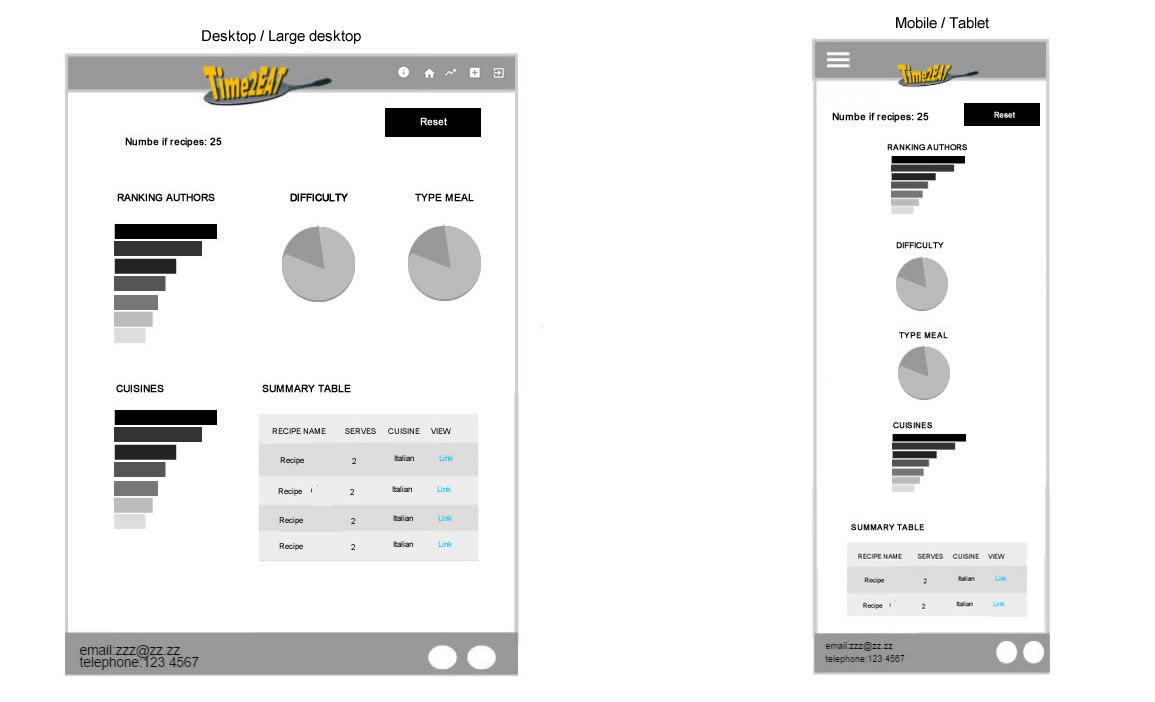 Desktop / Large desktop
Time2EAT
Reset
Numbe if recipes: 25
RANKING AUTHORS
DIFFICULTY
TYPE MEAL
CUISINES
SUMMARY TABLE
RECIPE NAME SERVES CUISINE VIEW
Recipe 2 Italian Link
Recipe 2 Italian Link
Recipe 2 Italian Link
Recipe 2 Italian Link
email:zzz@zz.zz
telephone:123 4567
Mobile / Tablet
Time2EAT
Numbe if recipes: 25
Reset
RANKING AUTHORS
DIFFICULTY
TYPE MEAL
CUISINES
SUMMARY TABLE
RECIPE NAME SERVES CUISINE VIEW
Recipe 2 Italian Link
Recipe 2 Italian Link
email:zzz@zz.zz
telephone:123 4567